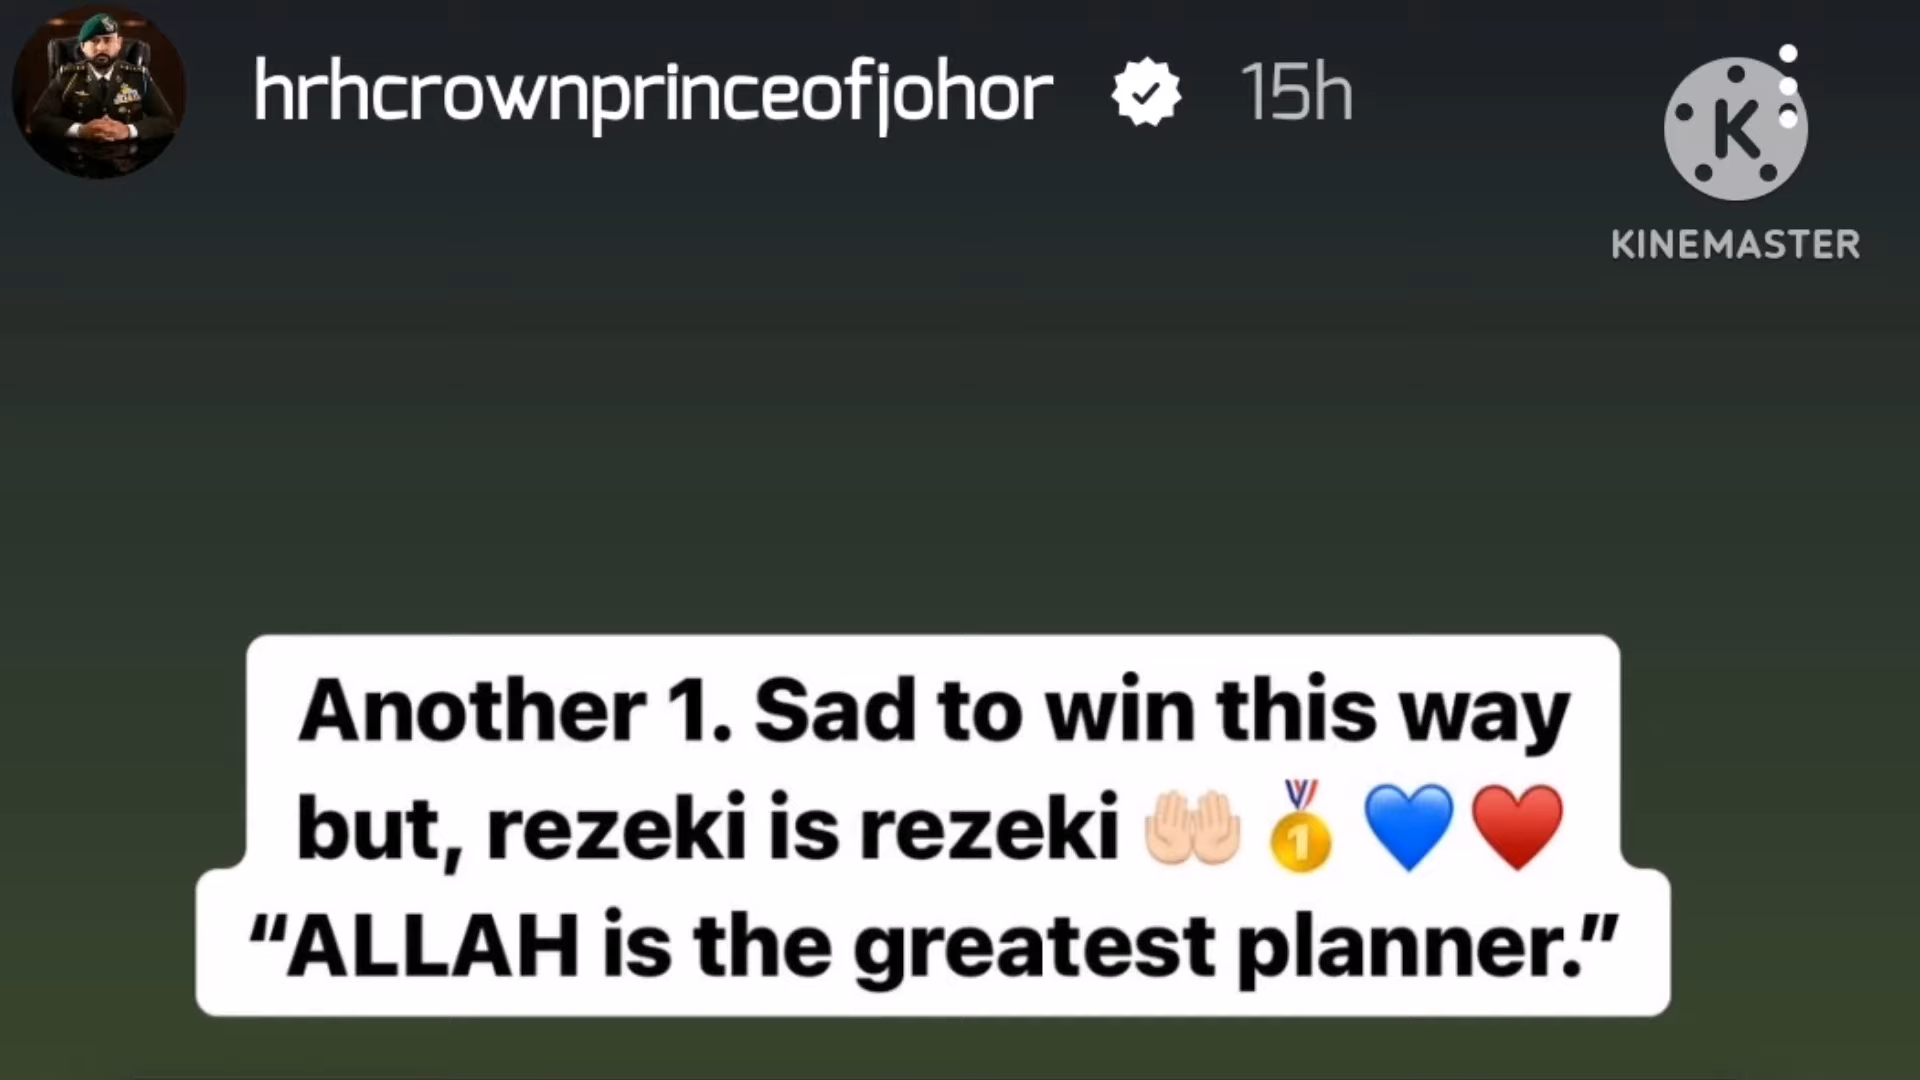 hrhcrownprinceofjohor 15h
K
KINEMASTER
Another 1. Sad to win this way
but, rezeki is rezeki 🤲🏻🥇💙❤️
“ALLAH is the greatest planner.”